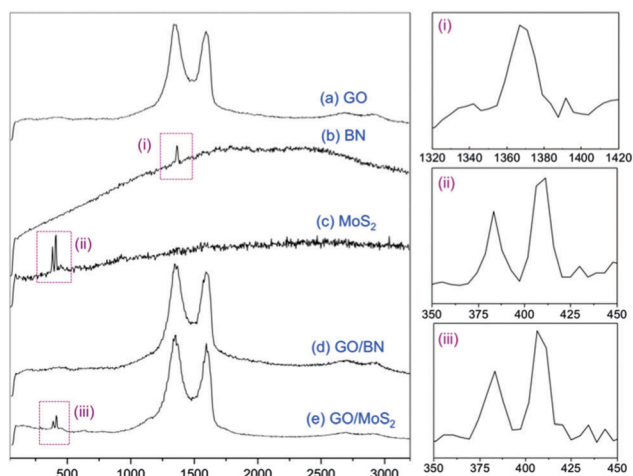 (a) GO
(b) BN
(i)
(c) MoS₂
(ii)
(d) GO/BN
(iii)
(e) GO/MoS₂
500 1000 1500 2000 2500 3000
(i)
1320 1340 1360 1380 1400 1420
(ii)
350 375 400 425 450
(iii)
350 375 400 425 450